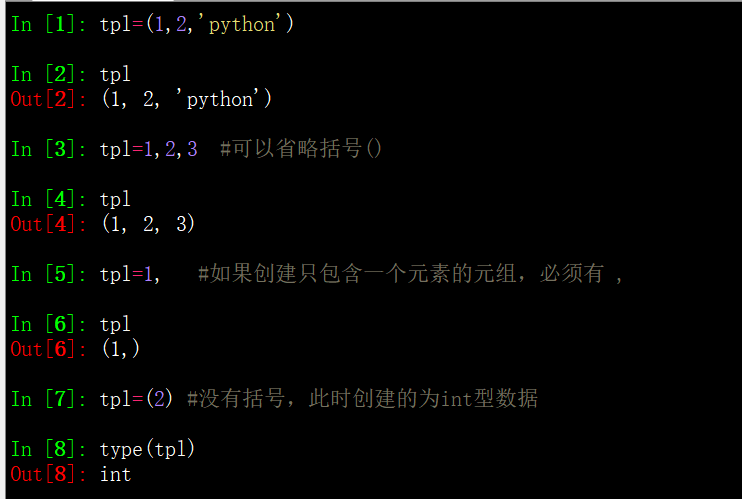 In [1]: tpl=(1,2,'python')
In [2]: tpl
Out[2]: (1, 2, 'python')
In [3]: tpl=1,2,3  #可以省略括号()
In [4]: tpl
Out[4]: (1, 2, 3)
In [5]: tpl=1,   #如果创建只包含一个元素的元组，必须有 ,
In [6]: tpl
Out[6]: (1,)
In [7]: tpl=(2) #没有括号，此时创建的为int型数据
In [8]: type(tpl)
Out[8]: int